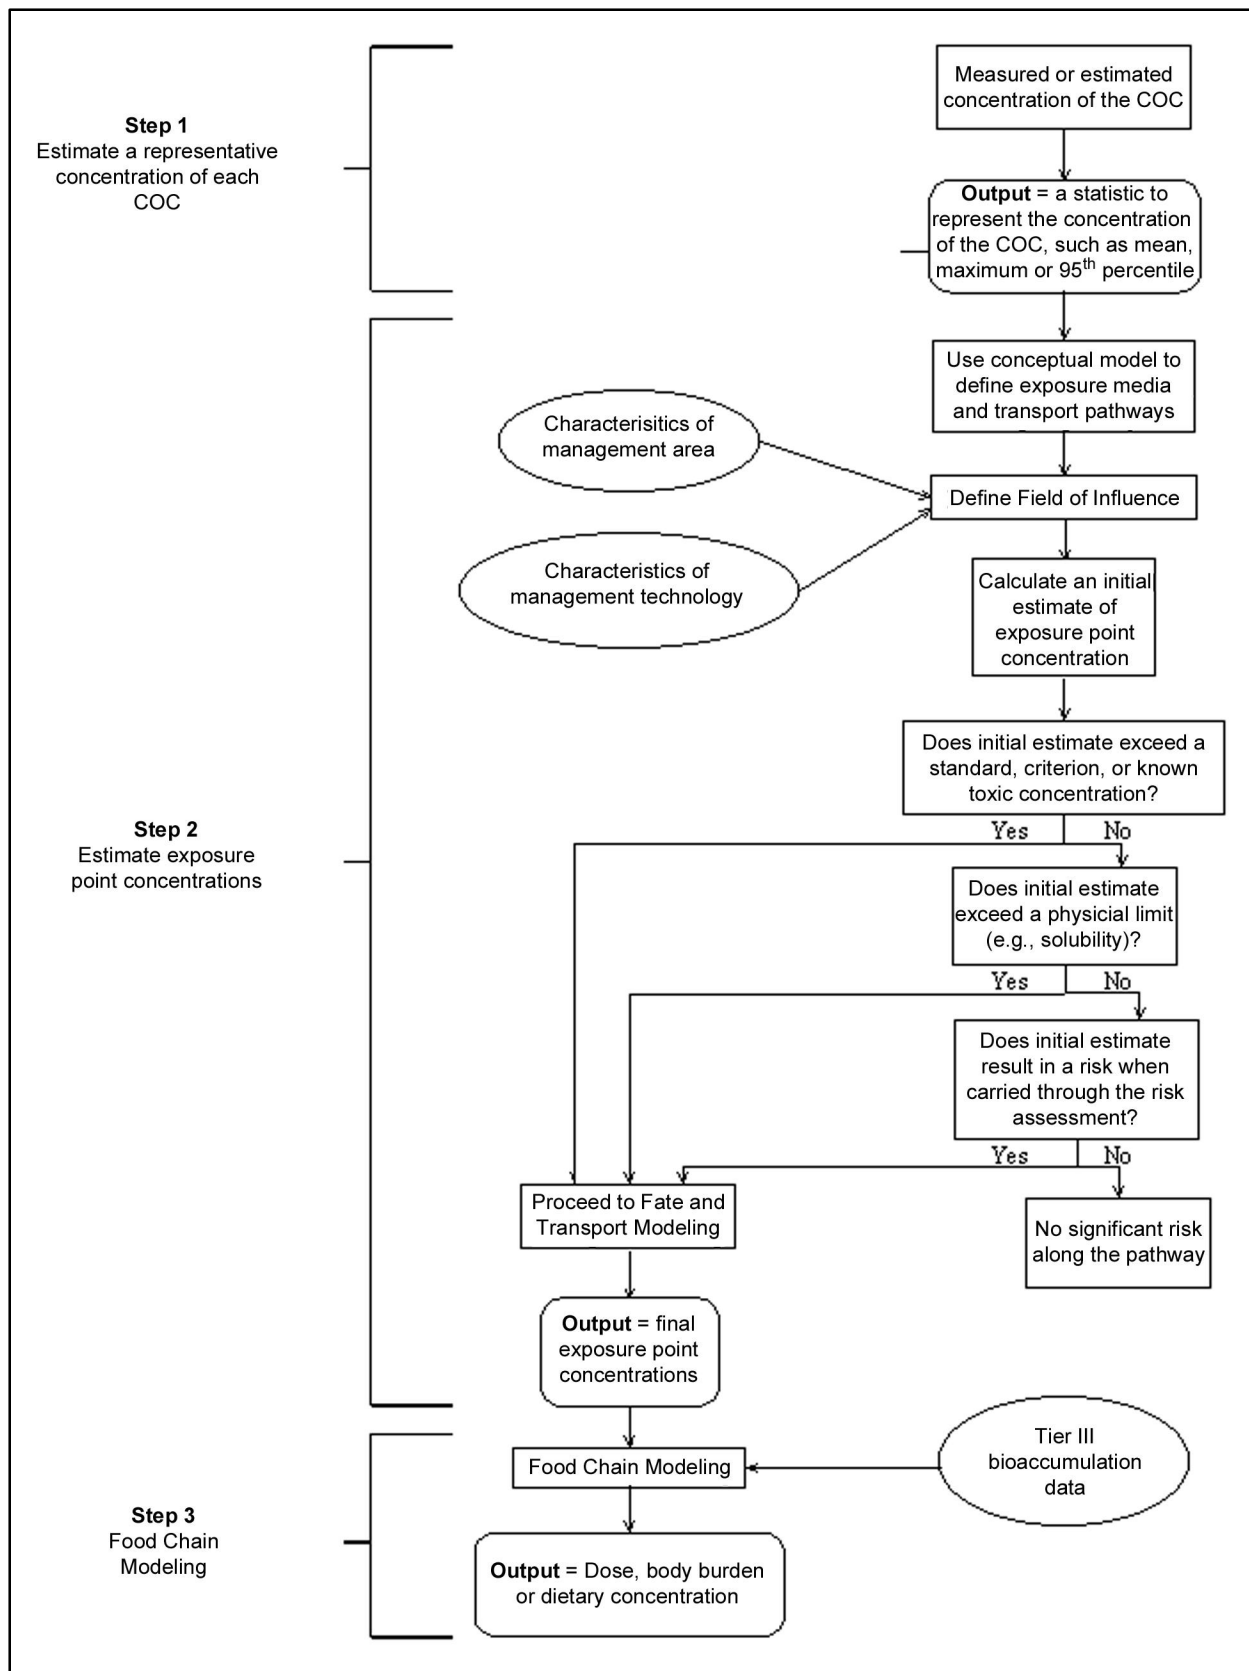 Step 1
Estimate a representative
concentration of each
COC
Measured or estimated
concentration of the COC
Output = a statistic to
represent the concentration
of the COC, such as mean,
maximum or 95th percentile
Step 2
Estimate exposure
point concentrations
Use conceptual model to
define exposure media
and transport pathways
Characterisitics of
management area
Define Field of Influence
Characteristics of
management technology
Calculate an initial
estimate of
exposure point
concentration
Does initial estimate exceed a
standard, criterion, or known
toxic concentration?
Yes No
Does initial estimate
exceed a physicial limit
(e.g., solubility)?
Yes No
Does initial estimate
result in a risk when
carried through the risk
assessment?
Yes No
Proceed to Fate and
Transport Modeling
No significant risk
along the pathway
Output = final
exposure point
concentrations
Step 3
Food Chain
Modeling
Food Chain Modeling
Tier III
bioaccumulation
data
Output = Dose, body burden
or dietary concentration